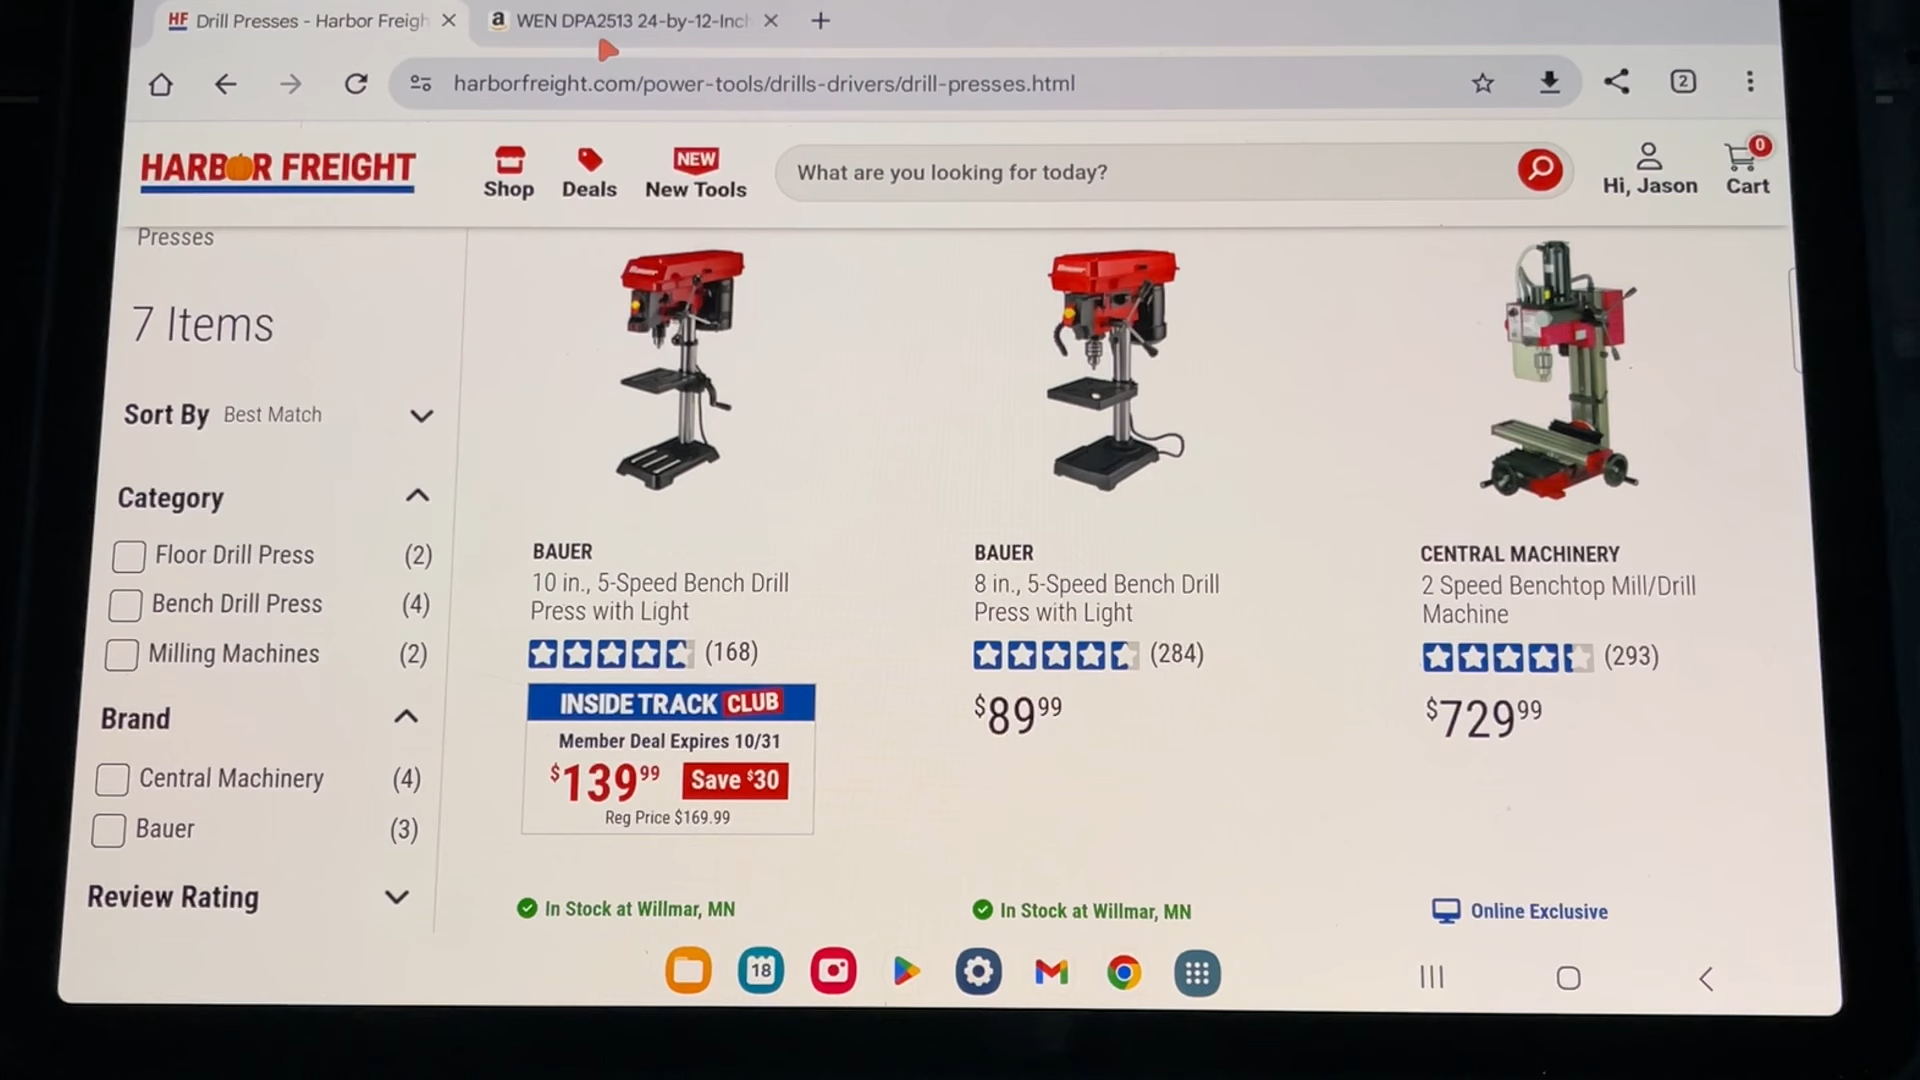 HF Drill Presses - Harbor Freigh
a WEN DPA2513 24-by-12-Incl
harborfreight.com/power-tools/drills-drivers/drill-presses.html
2
HARBOR FREIGHT
Shop
Deals
NEW
New Tools
What are you looking for today?
Hi, Jason
0
Cart
Presses
7 Items
Sort By Best Match
Category
Floor Drill Press (2)
Bench Drill Press (4)
Milling Machines (2)
Brand
Central Machinery (4)
Bauer (3)
Review Rating
Bauer
BAUER
10 in., 5-Speed Bench Drill
Press with Light
(168)
INSIDE TRACK CLUB
Member Deal Expires 10/31
$139.99 Save $30
Reg Price $169.99
In Stock at Willmar, MN
Bauer
BAUER
8 in., 5-Speed Bench Drill
Press with Light
(284)
$89.99
In Stock at Willmar, MN
CENTRAL MACHINERY
2 Speed Benchtop Mill/Drill
Machine
(293)
$729.99
Online Exclusive
18